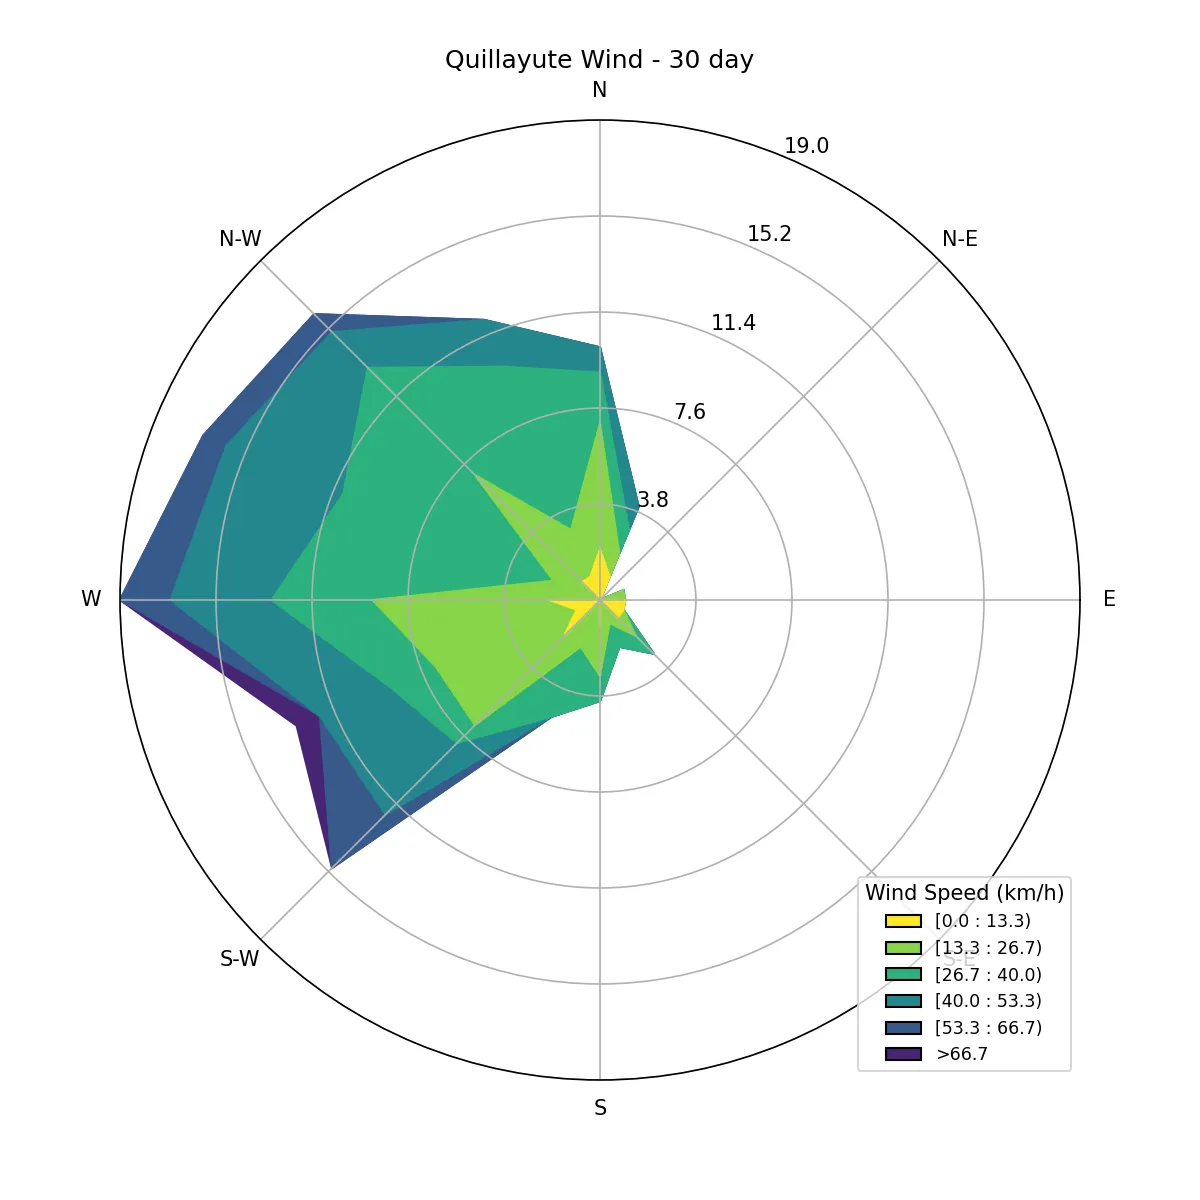 Quillayute Wind - 30 day
N
19.0
15.2
N-W
N-E
11.4
7.6
3.8
W
E
Wind Speed (km/h)
[0.0 : 13.3)
[13.3 : 26.7)
S-W
S-E
[26.7 : 40.0)
[40.0 : 53.3)
[53.3 : 66.7)
>66.7
S